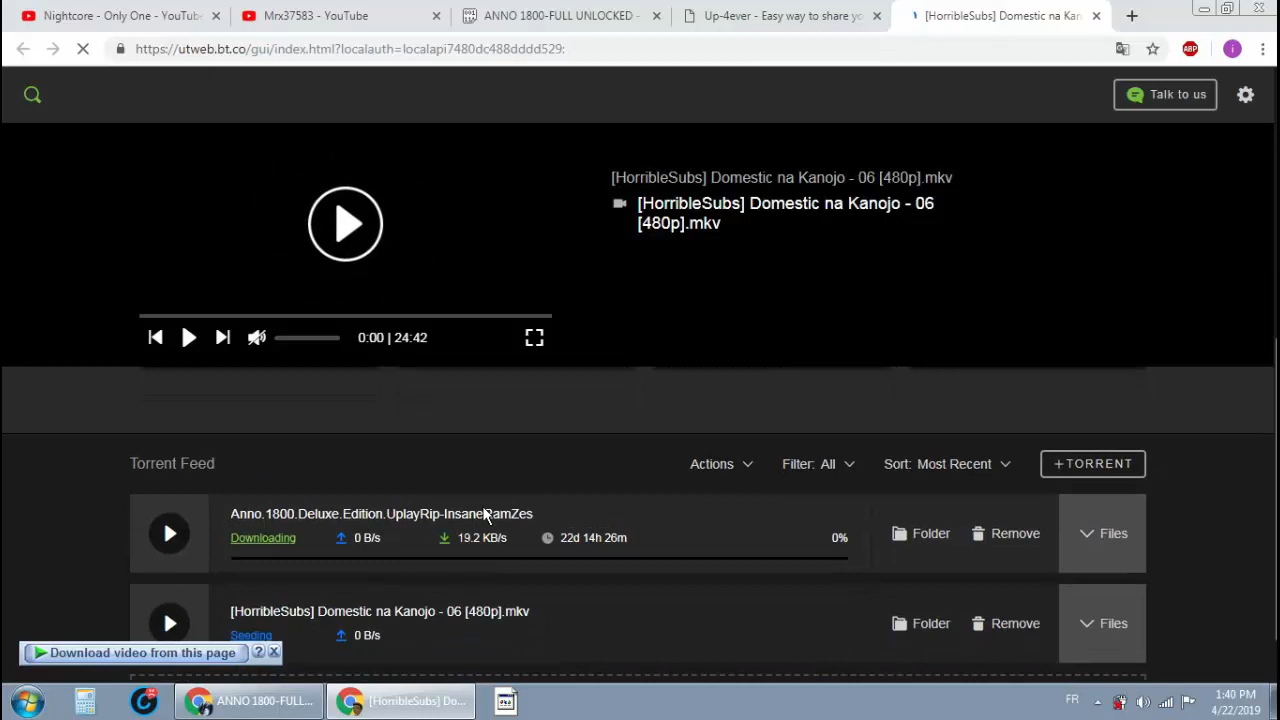 Nightcore - Only One - YouTub
Mrx37583 - YouTube
ANNO 1800-FULL UNLOCKED -
Up-4ever - Easy way to share yo
[HorribleSubs] Domestic na Kan
https://utweb.bt.co/gui/index.html?localauth=localapi7480dc488dddd529:
ABP
i
Talk to us
[HorribleSubs] Domestic na Kanojo - 06 [480p].mkv
[HorribleSubs] Domestic na Kanojo - 06
[480p].mkv
0:00 | 24:42
Torrent Feed
Actions
Filter: All
Sort: Most Recent
+TORRENT
Anno.1800.Deluxe.Edition.UplayRip-InsaneRamZes
Downloading
0 B/s
19.2 KB/s
22d 14h 26m
0%
Folder
Remove
Files
[HorribleSubs] Domestic na Kanojo - 06 [480p].mkv
Seeding
0 B/s
Folder
Remove
Files
Download video from this page
?
ANNO 1800-FULL...
[HorribleSubs] Do...
FR
1:40 PM
4/22/2019